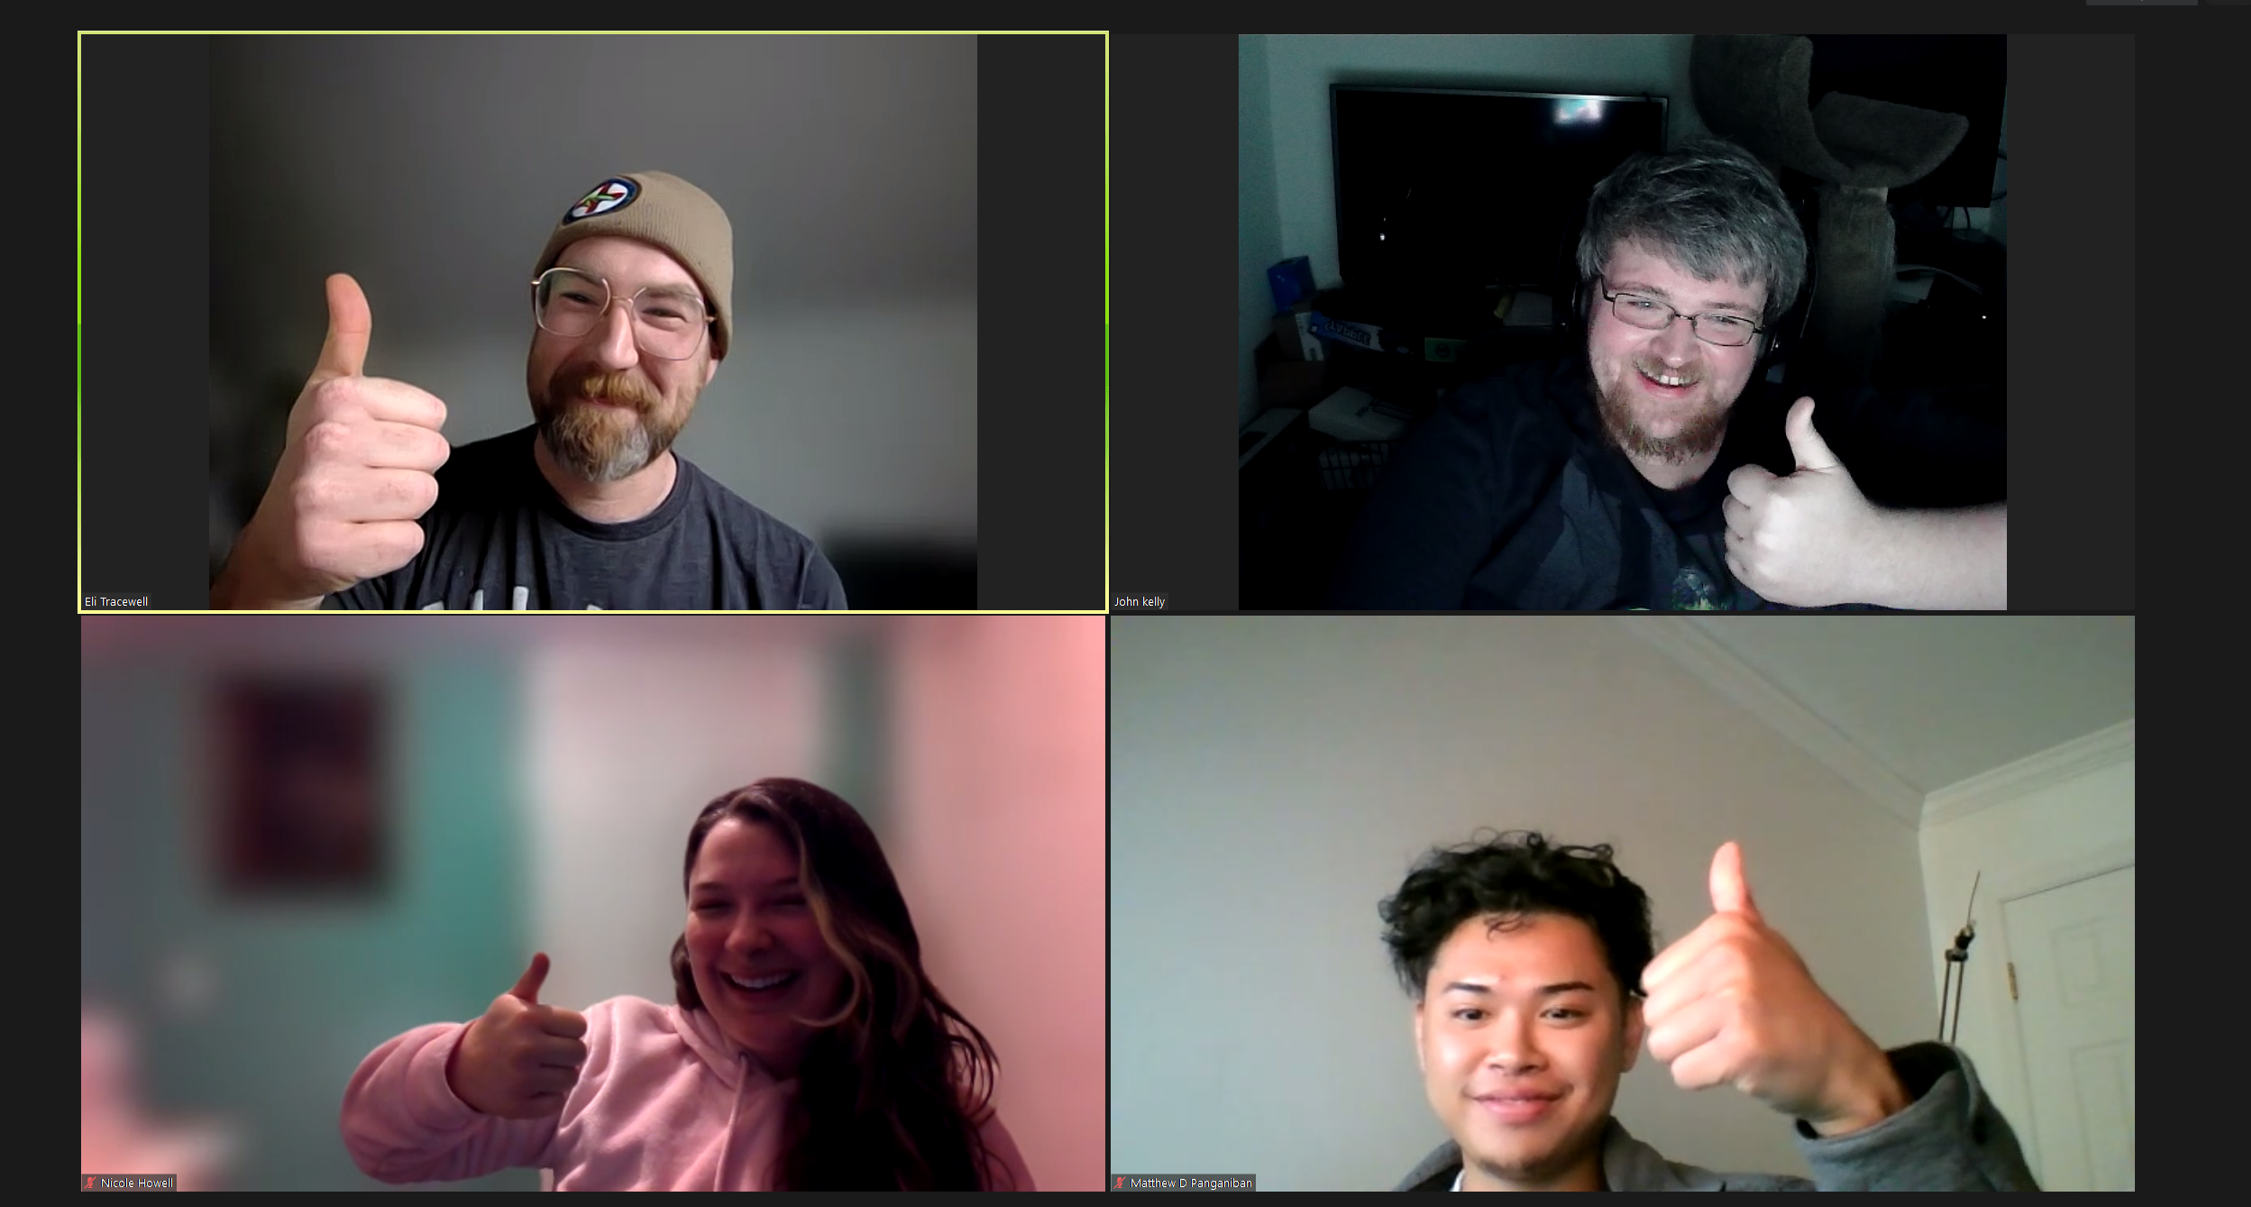 Eli Tracewell
John kelly
Nicole Howell
Matthew D Panganiban